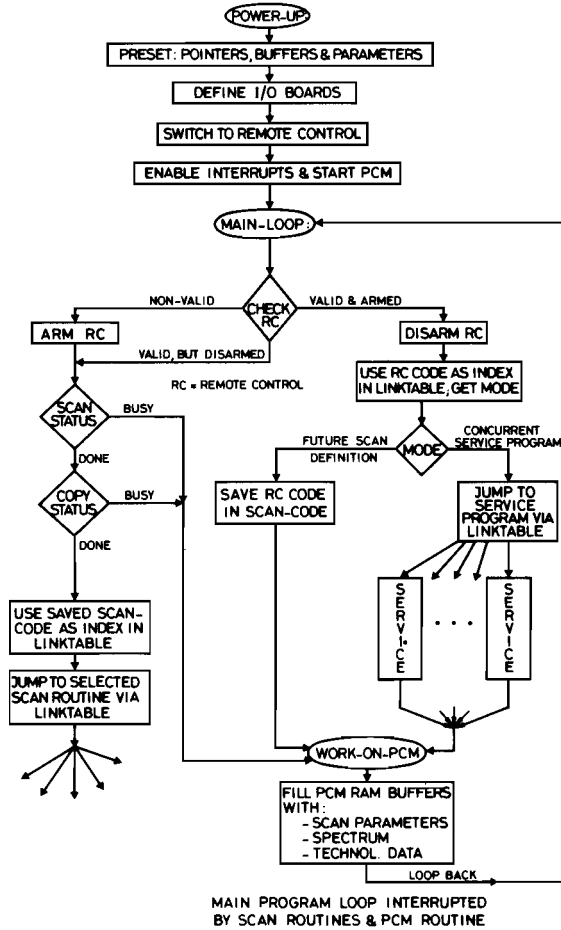 POWER-UP:
PRESET: POINTERS, BUFFERS & PARAMETERS
DEFINE I/O BOARDS
SWITCH TO REMOTE CONTROL
ENABLE INTERRUPTS & START PCM
MAIN-LOOP:
CHECK
RC
NON-VALID
VALID & ARMED
ARM RC
DISARM RC
VALID, BUT DISARMED
RC = REMOTE CONTROL
USE RC CODE AS INDEX
IN LINKTABLE, GET MODE
SCAN
STATUS
BUSY
DONE
COPY
STATUS
BUSY
DONE
FUTURE SCAN
DEFINITION
MODE
CONCURRENT
SERVICE PROGRAM
SAVE RC CODE
IN SCAN-CODE
JUMP TO
SERVICE
PROGRAM VIA
LINKTABLE
SERVICE
. . .
SERVICE
USE SAVED SCAN-
CODE AS INDEX IN
LINKTABLE
JUMP TO SELECTED
SCAN ROUTINE VIA
LINKTABLE
WORK-ON-PCM
FILL PCM RAM BUFFERS
WITH:
- SCAN PARAMETERS
- SPECTRUM
- TECHNOL. DATA
LOOP BACK
MAIN PROGRAM LOOP INTERRUPTED
BY SCAN ROUTINES & PCM ROUTINE